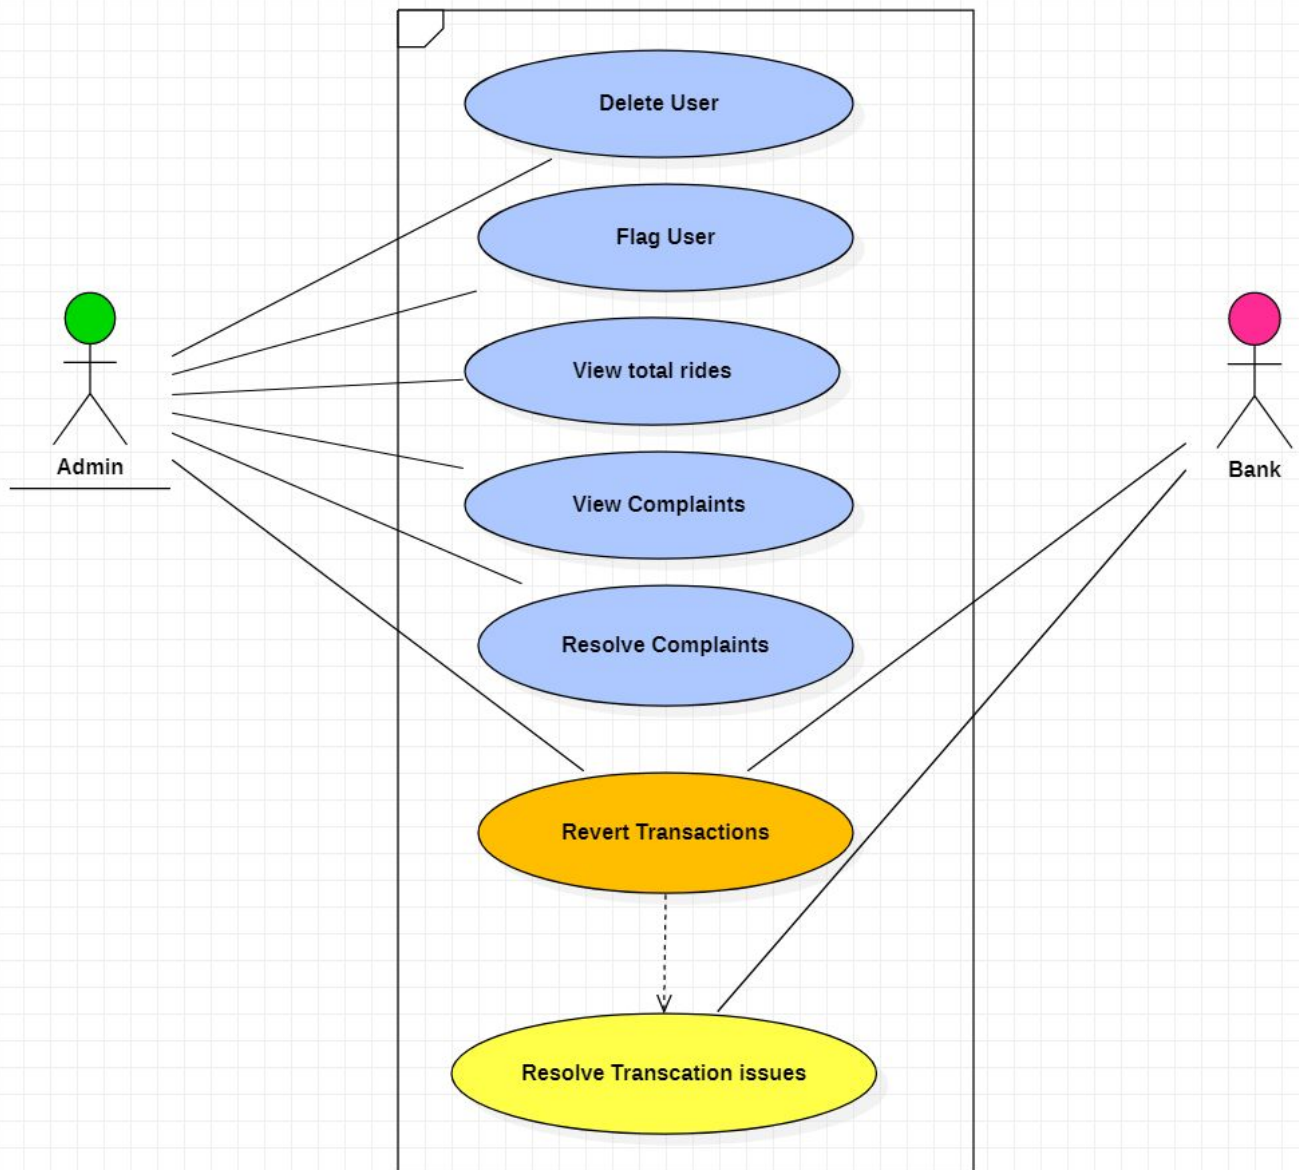 Delete User
Flag User
View total rides
Admin
View Complaints
Bank
Resolve Complaints
Revert Transactions
Resolve Transcation issues